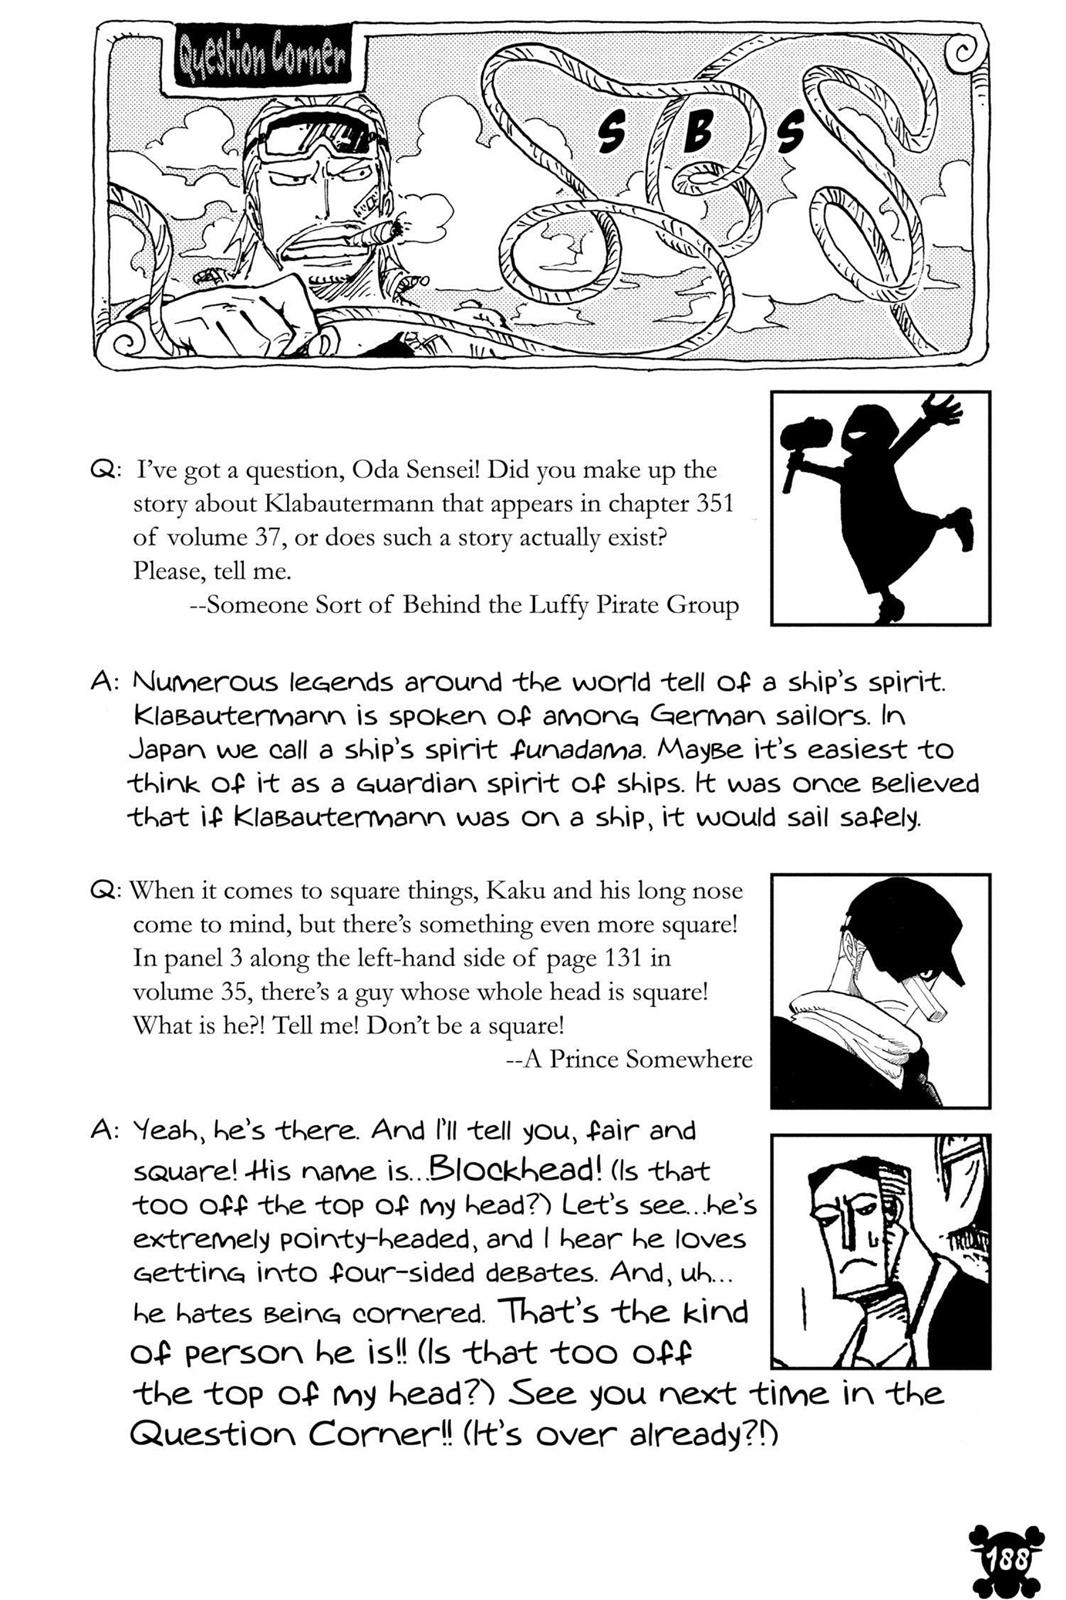 Question Corner
S B S
Q: I've got a question, Oda Sensei! Did you make up the
story about Klabautermann that appears in chapter 351
of volume 37, or does such a story actually exist?
Please, tell me.
--Someone Sort of Behind the Luffy Pirate Group
A: Numerous legends around the world tell of a ship's spirit.
Klabautermann is spoken of among German sailors. In
Japan we call a ship's spirit funadama. Maybe it's easiest to
think of it as a guardian spirit of ships. It was once believed
that if Klabautermann was on a ship, it would sail safely.
Q: When it comes to square things, Kaku and his long nose
come to mind, but there's something even more square!
In panel 3 along the left-hand side of page 131 in
volume 35, there's a guy whose whole head is square!
What is he?! Tell me! Don't be a square!
--A Prince Somewhere
A: Yeah, he's there. And I'll tell you, fair and
square! His name is...Blockhead! (Is that
too off the top of my head?) Let's see...he's
extremely pointy-headed, and I hear he loves
getting into four-sided debates. And, uh...
he hates being cornered. That's the kind
of person he is!! (Is that too off
the top of my head?) See you next time in the
Question Corner!! (It's over already?!)
188